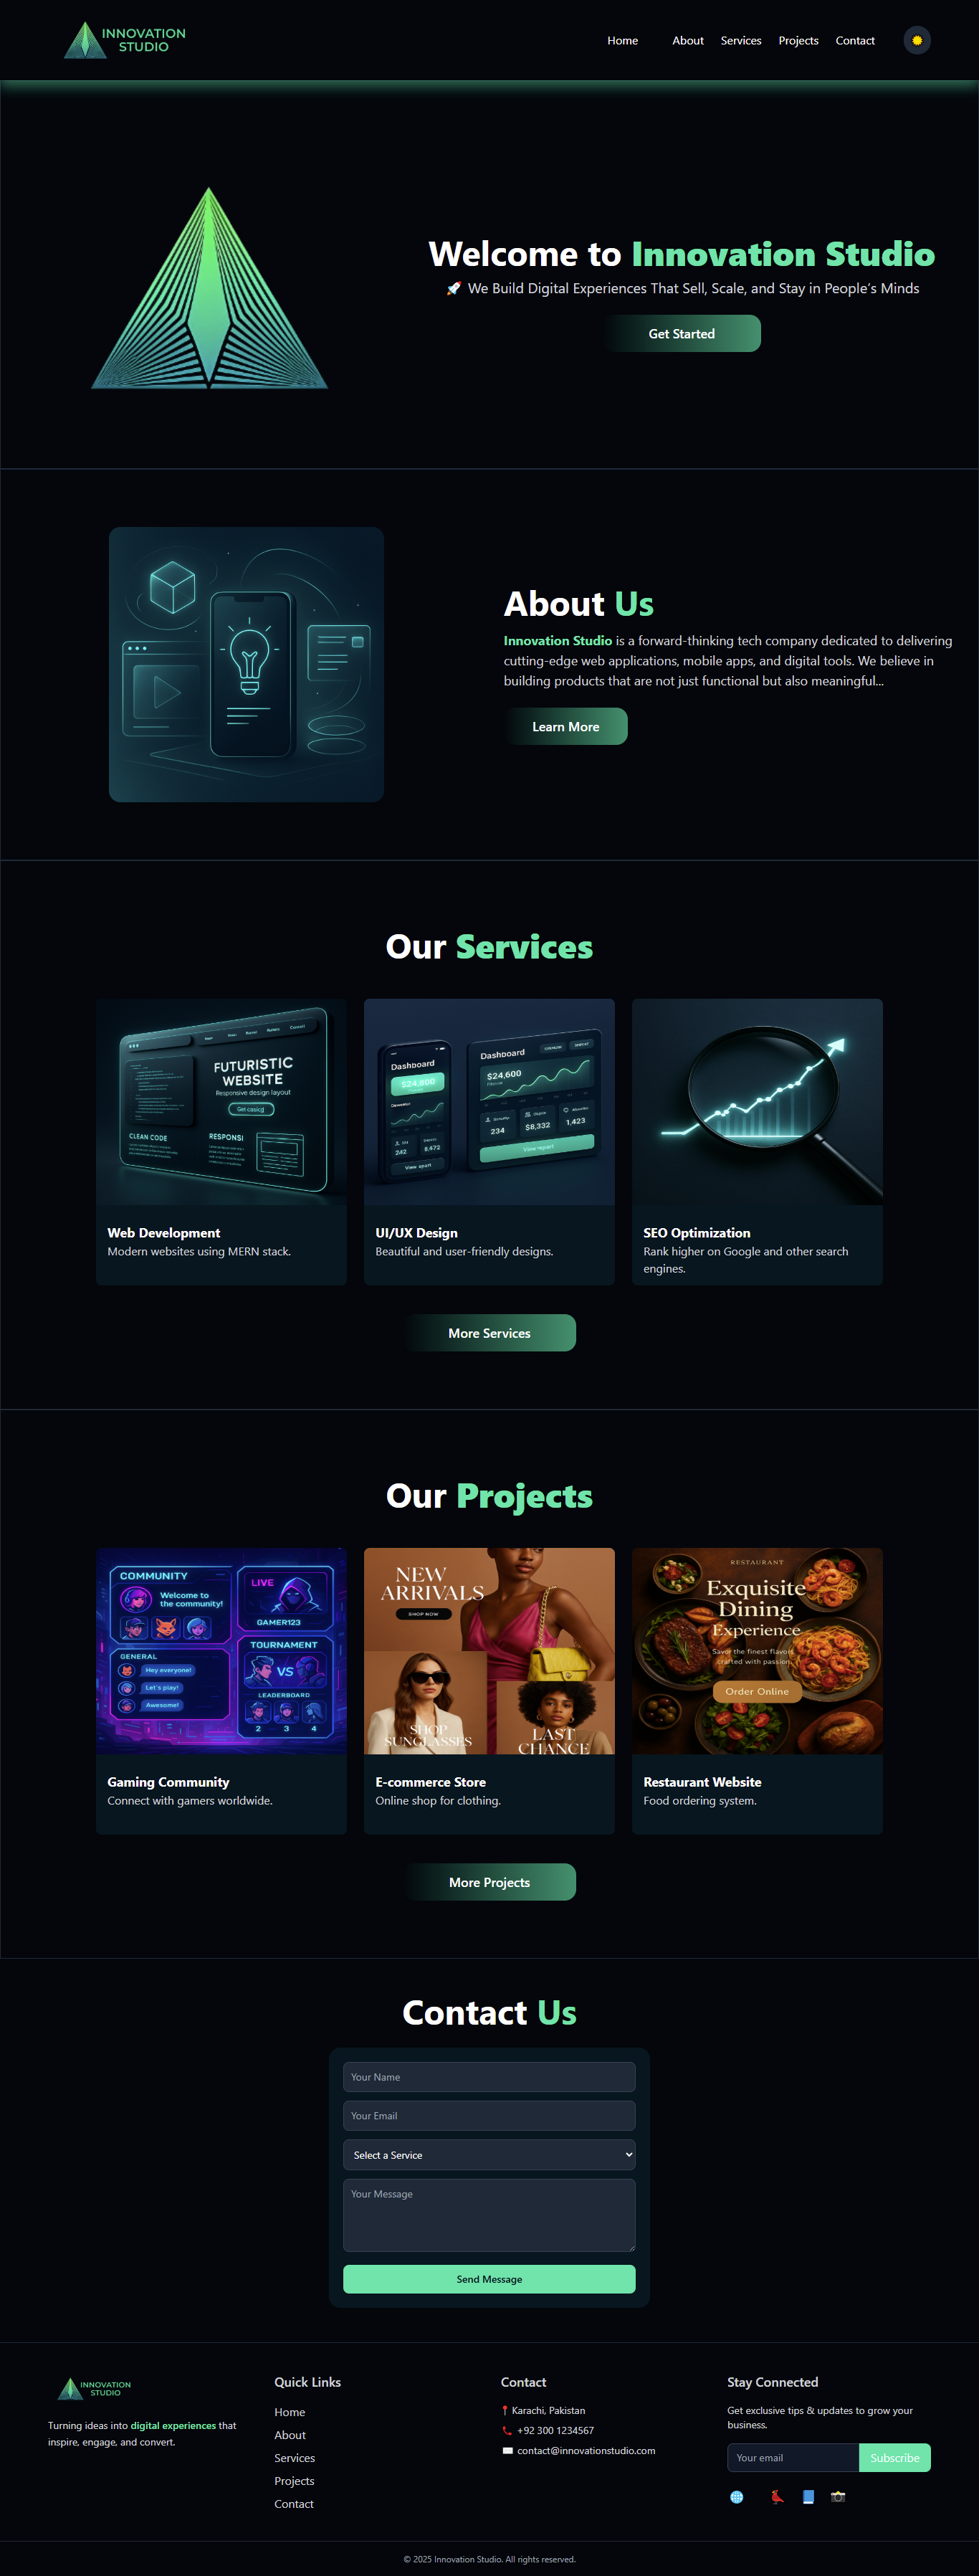 INNOVATION
STUDIO
Home About Services Projects Contact
Welcome to Innovation Studio
🚀 We Build Digital Experiences That Sell, Scale, and Stay in People’s Minds
Get Started
About Us
Innovation Studio is a forward-thinking tech company dedicated to delivering
cutting-edge web applications, mobile apps, and digital tools. We believe in
building products that are not just functional but also meaningful...
Learn More
Our Services
FUTURISTIC
WEBSITE
Responsive design layout
CLEAN CODE
RESPONSI
Dashboard
$24,800
View
Dashboard
$24,600
234
$8,332
1,423
242
8,472
SEO Optimization
Rank higher on Google and other search
engines.
Web Development
Modern websites using MERN stack.
UI/UX Design
Beautiful and user-friendly designs.
More Services
Our Projects
COMMUNITY
Welcome to
the community!
GENERAL
Hey everyone!
Let's play!
Awesome!
LIVE
GAMER123
TOURNAMENT
VS
LEADERBOARD
2 3 4
NEW
ARRIVALS
SHOP NOW
SHOP
SUNGLASSES
LAST
CHANCE
RESTAURANT
Exquisite
Dining
Experience
Savor the finest flavors
crafted with passion
Order Online
Gaming Community
Connect with gamers worldwide.
E-commerce Store
Online shop for clothing.
Restaurant Website
Food ordering system.
More Projects
Contact Us
Your Name
Your Email
Select a Service
Your Message
Send Message
INNOVATION
STUDIO
Turning ideas into digital experiences that
inspire, engage, and convert.
Quick Links
Home
About
Services
Projects
Contact
Contact
📍 Karachi, Pakistan
📞 +92 300 1234567
✉️ contact@innovationstudio.com
Stay Connected
Get exclusive tips & updates to grow your
business.
Your email
Subscribe
© 2025 Innovation Studio. All rights reserved.